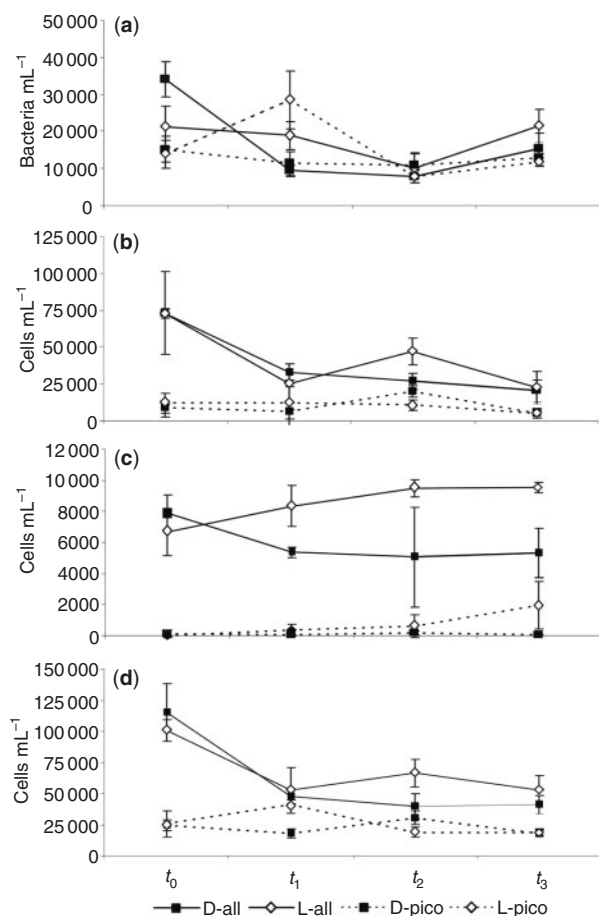 (a)
Bacteria mL−1
50 000
40 000
30 000
20 000
10 000
0
(b)
Cells mL−1
125 000
100 000
75 000
50 000
25 000
0
(c)
Cells mL−1
12 000
10 000
8000
6000
4000
2000
0
(d)
Cells mL−1
150 000
125 000
100 000
75 000
50 000
25 000
0
t0 t1 t2 t3
D-all L-all D-pico L-pico